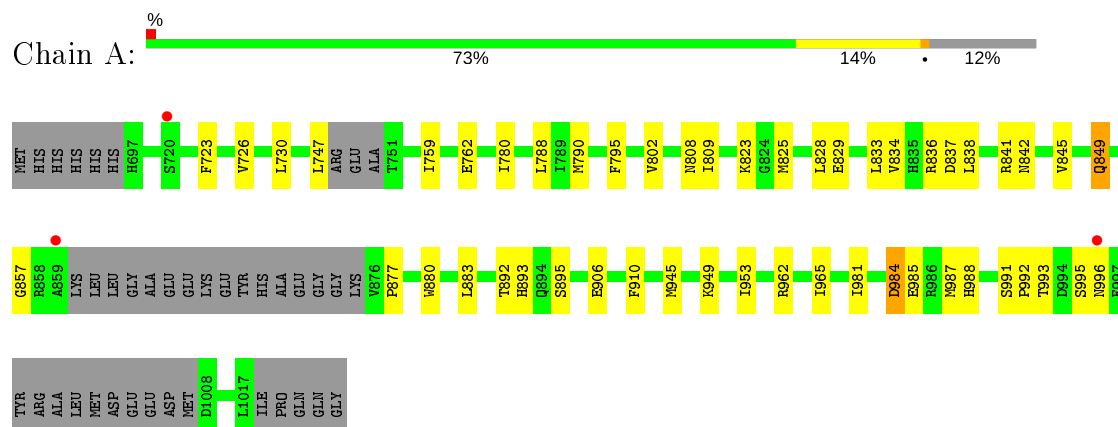 %
Chain A:
73% 14% • 12%
MET HIS HIS HIS HIS HIS H697 S720 F723 V726 L730 L747 ARG GLU ALA T751 I759 E762 I780 L788 I789 M790 F795 V802 N808 I809 K823 G824 M825 L828 E829 L833 V834 H835 R836 D837 L838 R841 N842 V845 Q849
G857 R858 A859 LYS LEU LEU GLY ALA GLU GLU LYS GLU TYR HIS ALA GLU GLY GLY LYS V876 P877 W880 L883 T892 H893 Q894 S895 E906 F910 M945 K949 I953 R962 I965 I981 D984 E985 R986 M987 H988 S991 P992 T993 D994 S995 N996 F997
TYR ARG ALA LEU MET ASP GLU GLU ASP MET D1008 L1017 ILE PRO GLN GLN GLY